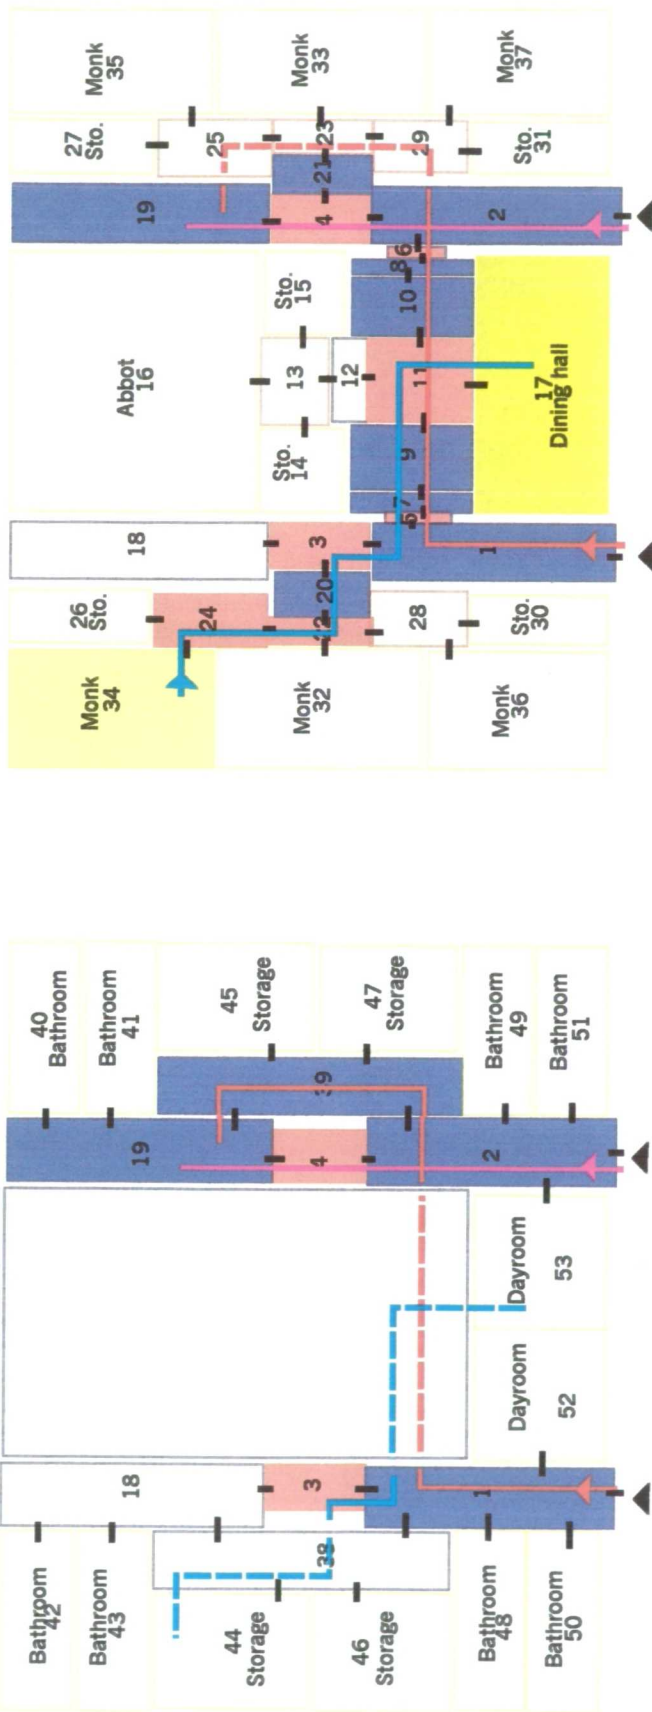 Bathroom
42
Bathroom
43
44
Storage
46
Storage
Bathroom
48
Bathroom
50
18
38
3
1
Dayroom
52
Dayroom
53
19
4
2
39
40
Bathroom
Bathroom
41
45
Storage
47
Storage
Bathroom
49
Bathroom
51
Monk
34
Monk
32
Monk
36
26
Sto.
24
22
20
28
Sto.
30
18
3
1
5
7
9
Abbot
16
Sto.
14
13
Sto.
15
12
11
10
8
6
17
Dining hall
19
4
2
21
27
Sto.
25
23
29
Sto.
31
Monk
35
Monk
33
Monk
37